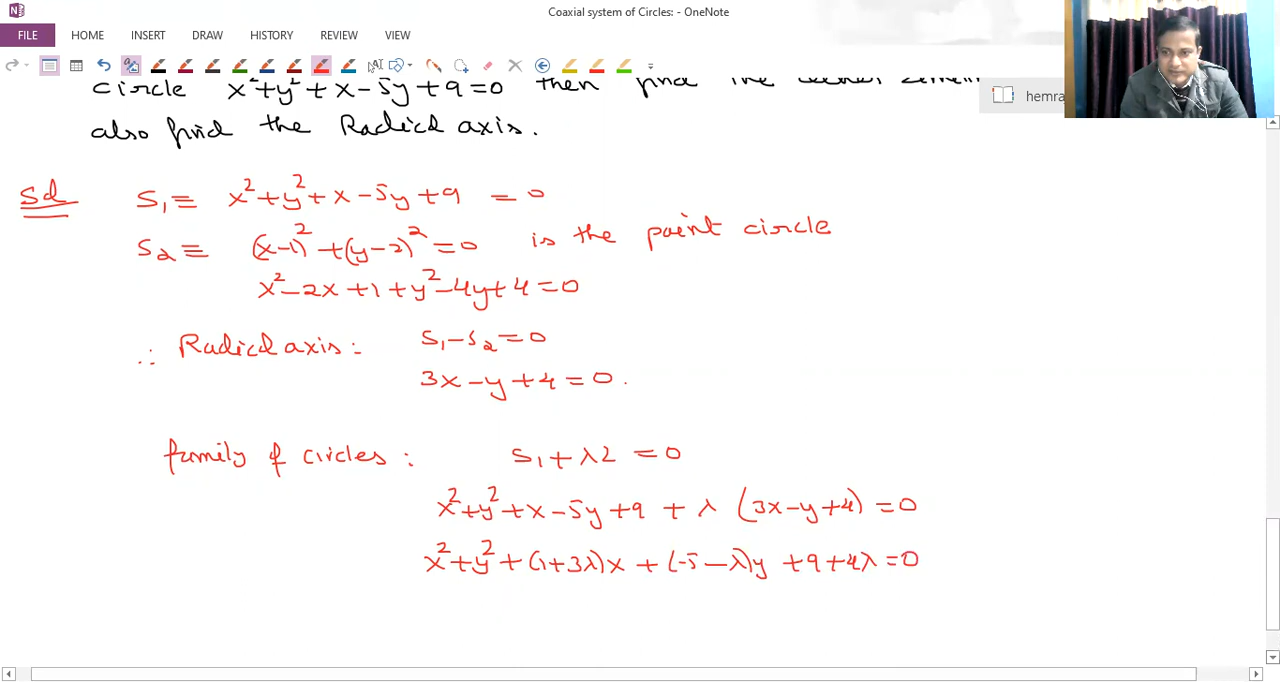 Coaxial system of Circles: - OneNote
FILE HOME INSERT DRAW HISTORY REVIEW VIEW
circle x²+y²+x-5y+9=0 then find the
hemra
also find the Radical axis.
Sol S₁≡ x²+y²+x-5y+9 =0
S₂≡ (x-1)²+(y-2)²=0 is the point circle
x²-2x+1+y²-4y+4=0
∴ Radical axis: S₁-S₂=0
3x-y+4=0.
family of circles: S₁+λL=0
x²+y²+x-5y+9+λ(3x-y+4)=0
x²+y²+(1+3λ)x+(-5-λ)y+9+4λ=0